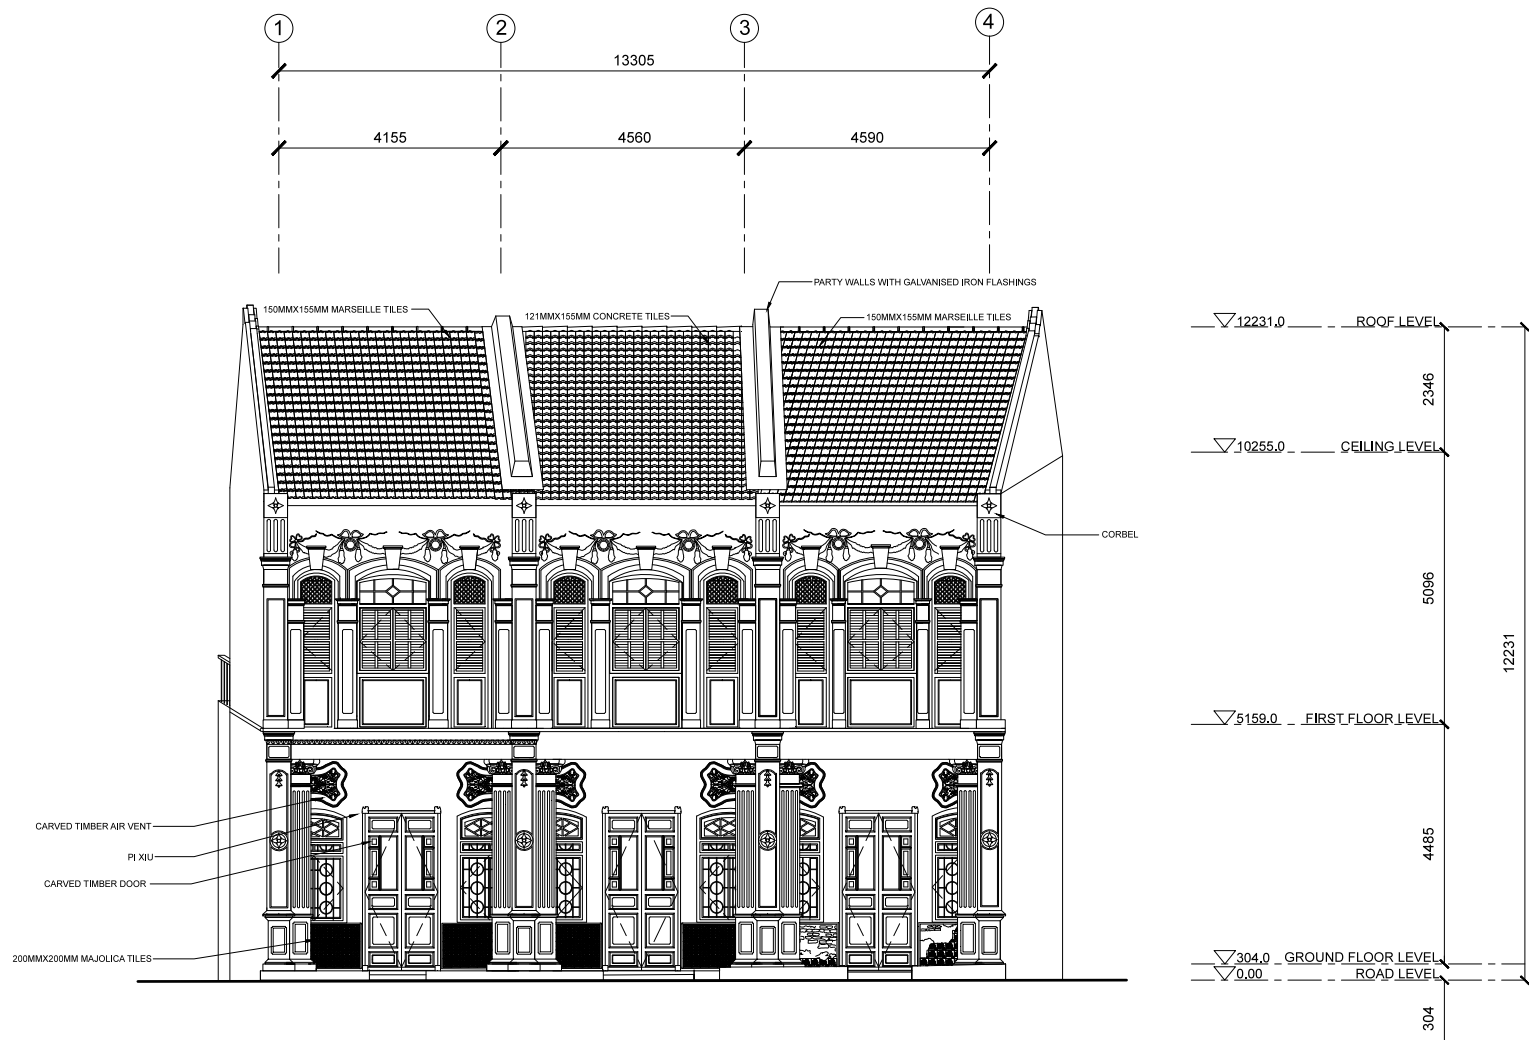 1 2 3 4
13305
4155 4560 4590
PARTY WALLS WITH GALVANISED IRON FLASHINGS
150MMX155MM MARSEILLE TILES
121MMX155MM CONCRETE TILES
150MMX155MM MARSEILLE TILES
12231.0 ROOF LEVEL
2346
10255.0 CEILING LEVEL
CORBEL
5096
12231
5159.0 FIRST FLOOR LEVEL
CARVED TIMBER AIR VENT
PI XIU
4485
CARVED TIMBER DOOR
200MMX200MM MAJOLICA TILES
304.0 GROUND FLOOR LEVEL
0.00 ROAD LEVEL
304